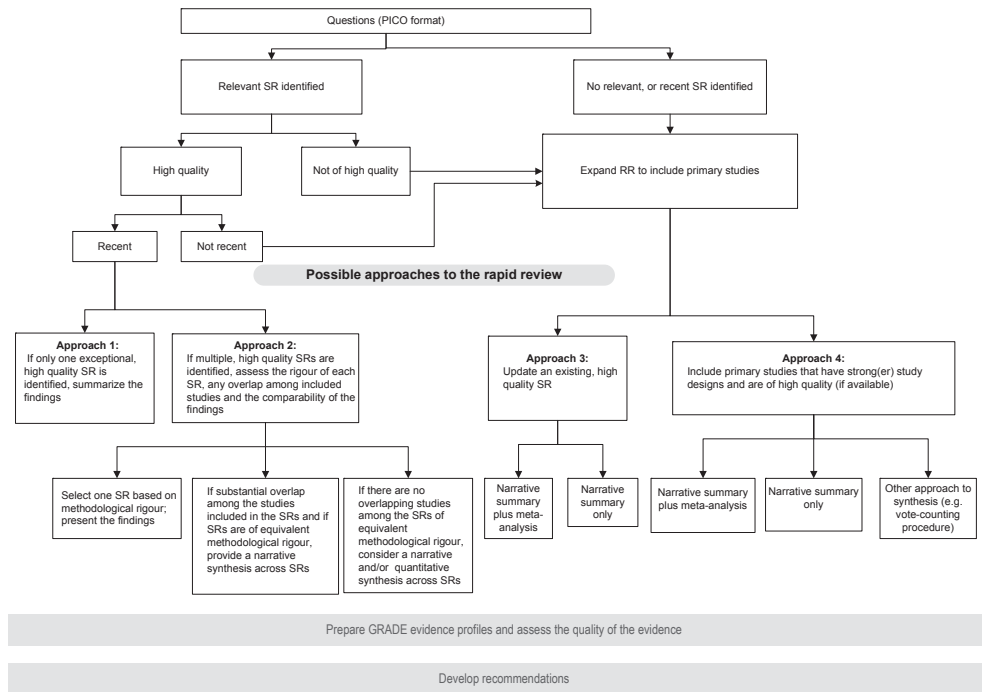 Questions (PICO format)
Relevant SR identified
No relevant, or recent SR identified
High quality
Not of high quality
Expand RR to include primary studies
Recent
Not recent
Possible approaches to the rapid review
Approach 1:
If only one exceptional,
high quality SR is
identified, summarize the
findings
Approach 2:
If multiple, high quality SRs are
identified, assess the rigour of each
SR, any overlap among included
studies and the comparability of the
findings
Approach 3:
Update an existing, high
quality SR
Approach 4:
Include primary studies that have strong(er) study
designs and are of high quality (if available)
Select one SR based on
methodological rigour;
present the findings
If substantial overlap
among the studies
included in the SRs and if
SRs are of equivalent
methodological rigour,
provide a narrative
synthesis across SRs
If there are no
overlapping studies
among the SRs of
equivalent
methodological rigour,
consider a narrative
and/or quantitative
synthesis across SRs
Narrative
summary
plus meta-
analysis
Narrative
summary
only
Narrative summary
plus meta-analysis
Narrative summary
only
Other approach to
synthesis (e.g.
vote-counting
procedure)
Prepare GRADE evidence profiles and assess the quality of the evidence
Develop recommendations